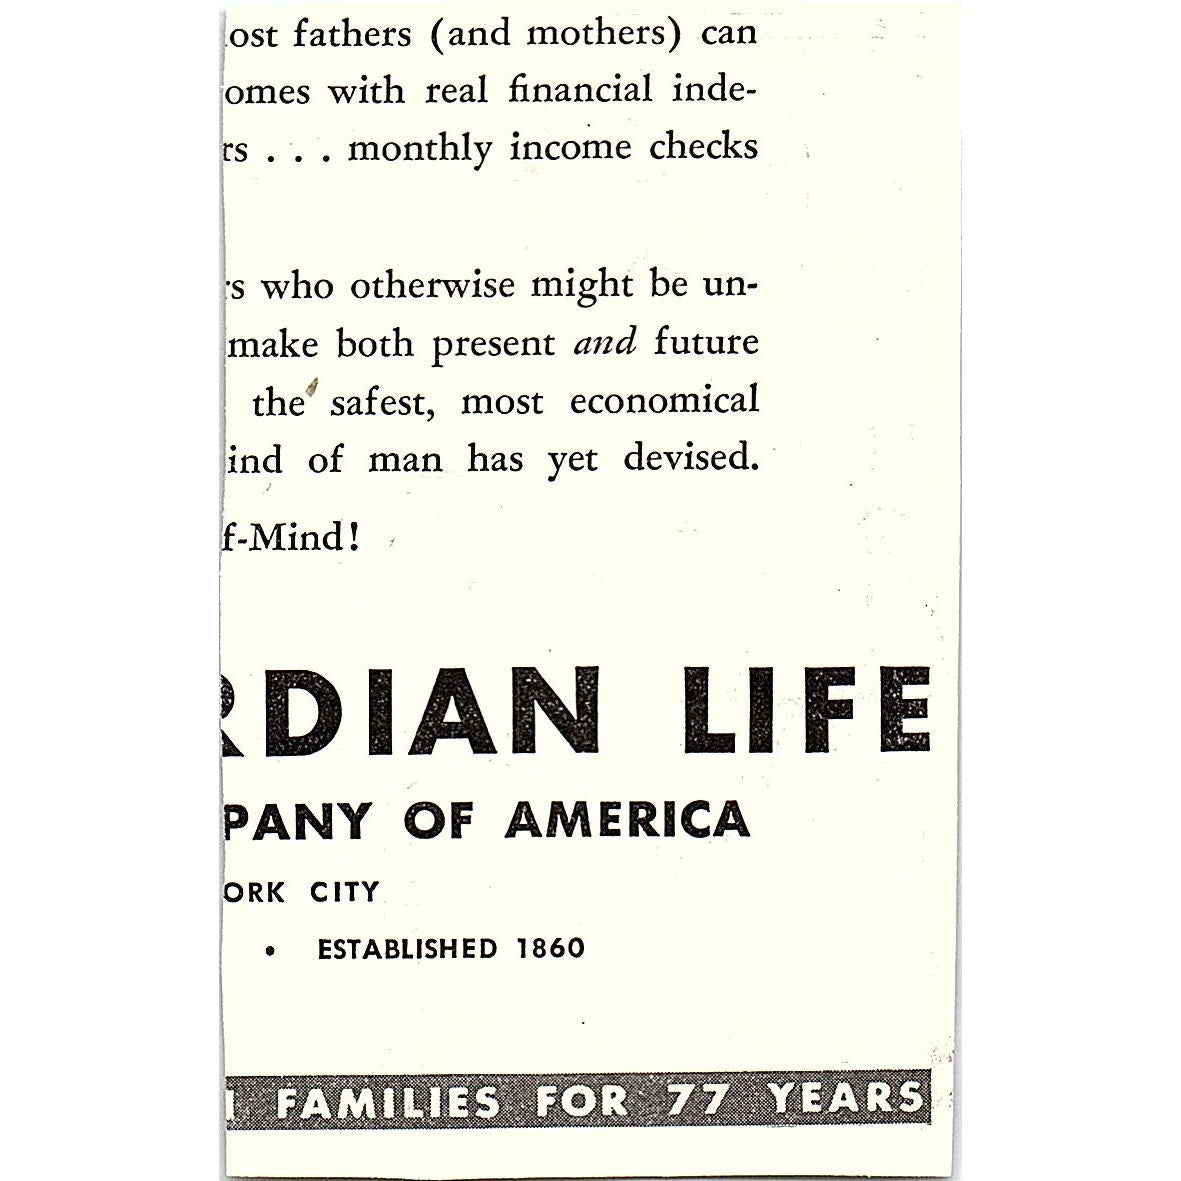 ost fathers (and mothers) can
omes with real financial inde-
rs . . . monthly income checks
s who otherwise might be un-
make both present and future
the safest, most economical
ind of man has yet devised.
f-Mind!
RDIAN LIFE
PANY OF AMERICA
ORK CITY
• ESTABLISHED 1860
FAMILIES FOR 77 YEARS